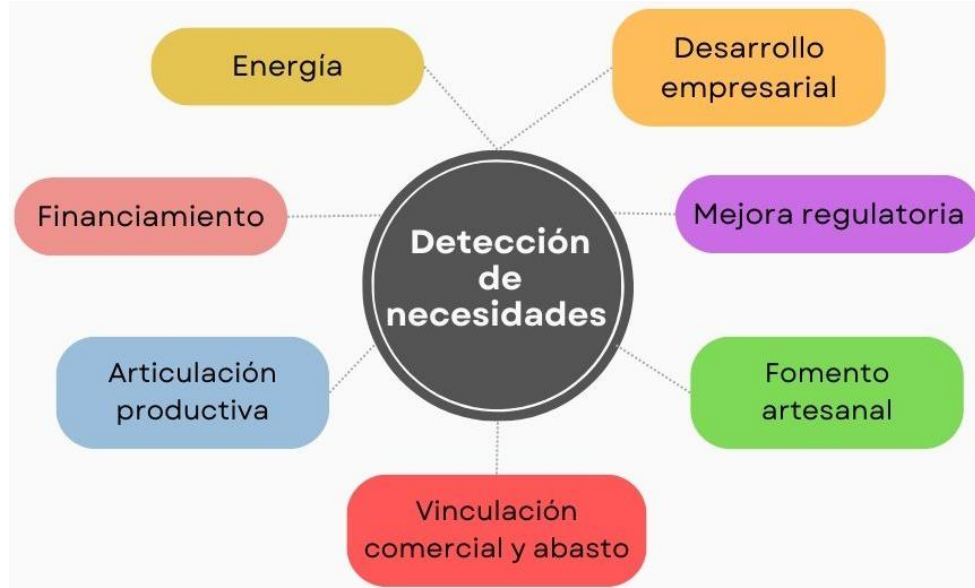 Energía
Desarrollo
empresarial
Financiamiento
Mejora regulatoria
Detección
de
necesidades
Articulación
productiva
Fomento
artesanal
Vinculación
comercial y abasto